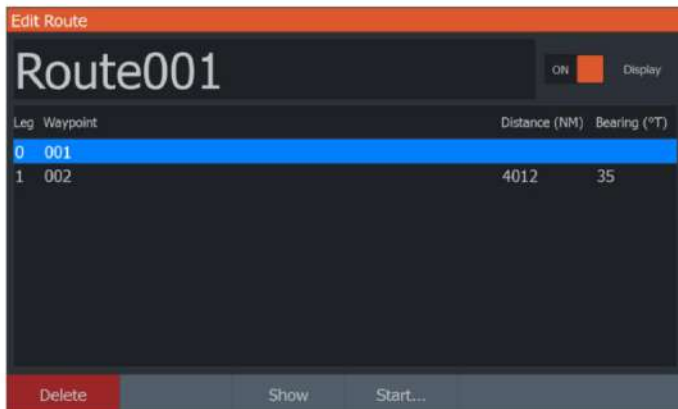 Edit Route
Route001
ON Display
Leg Waypoint Distance (NM) Bearing (°T)
0 001
1 002 4012 35
Delete Show Start...